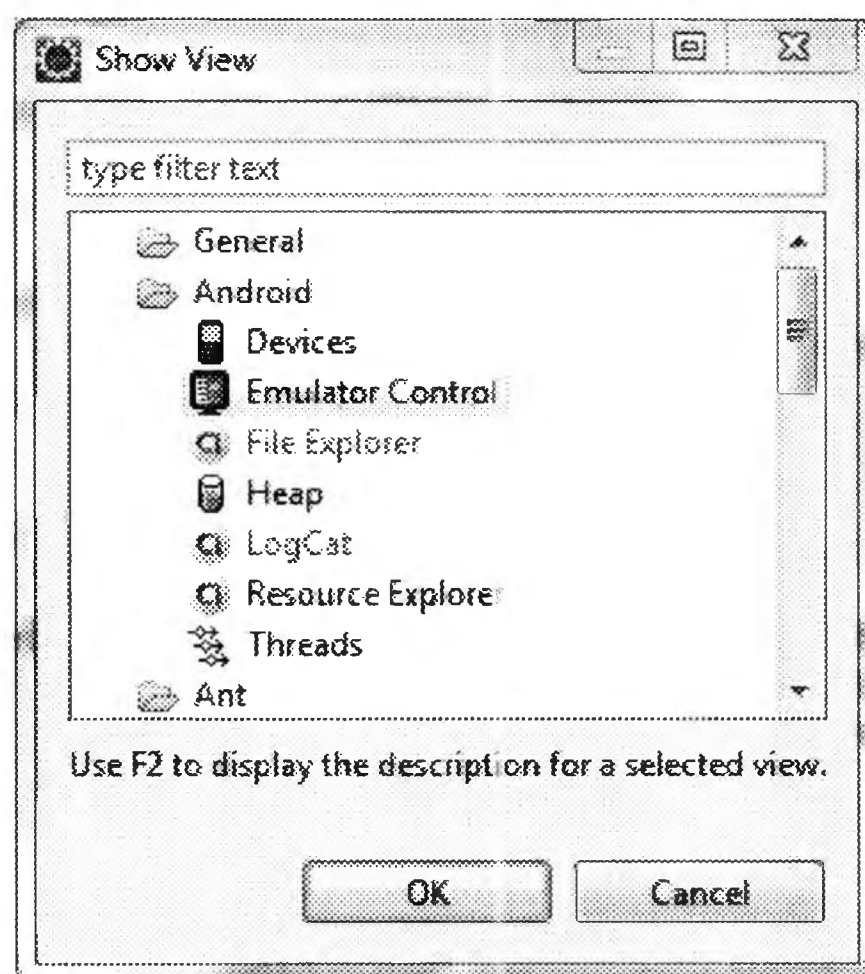 Show View
type filter text
General
Android
Devices
Emulator Control
File Explorer
Heap
LogCat
Resource Explorer
Threads
Ant
Use F2 to display the description for a selected view.
OK
Cancel